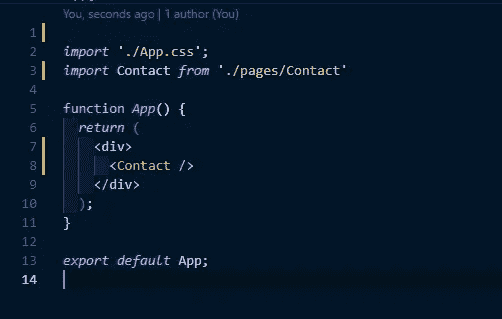 You, seconds ago | 1 author (You)
1
2 import './App.css';
3 import Contact from './pages/Contact'
4
5 function App() {
6 return (
7 <div>
8 <Contact />
9 </div>
10 );
11 }
12
13 export default App;
14